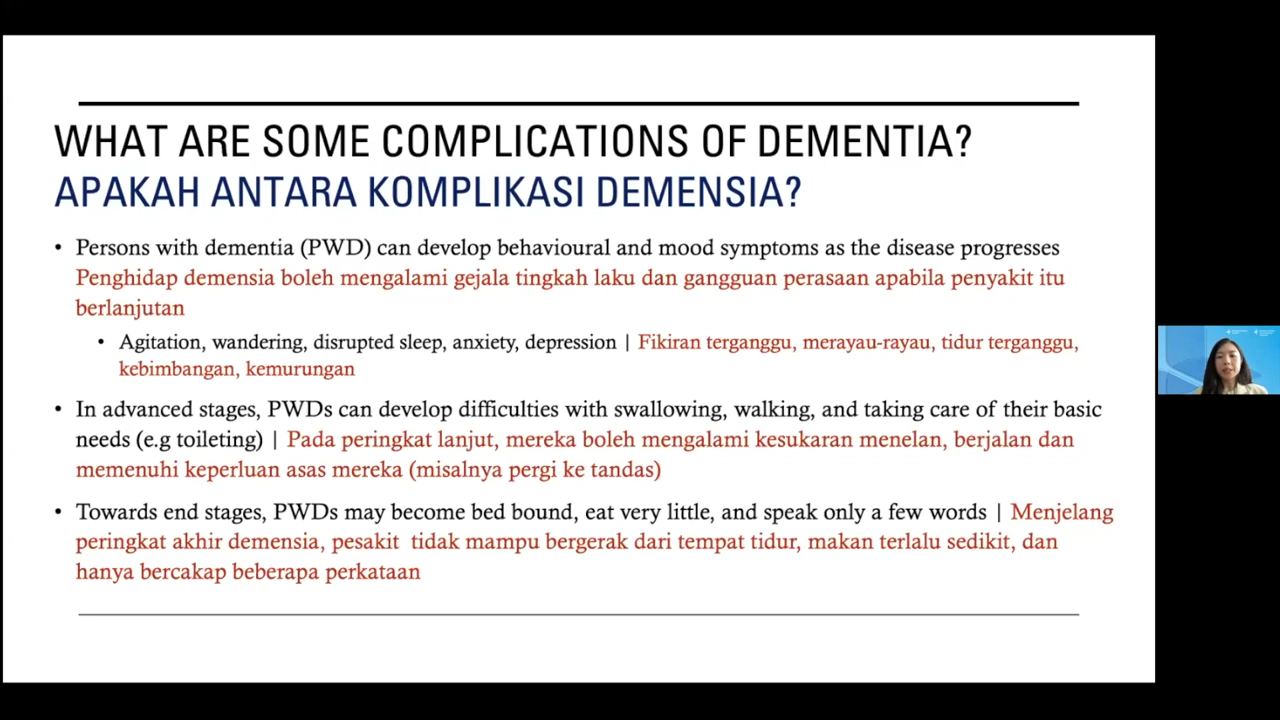 WHAT ARE SOME COMPLICATIONS OF DEMENTIA?
APAKAH ANTARA KOMPLIKASI DEMENSIA?
• Persons with dementia (PWD) can develop behavioural and mood symptoms as the disease progresses
Penghidap demensia boleh mengalami gejala tingkah laku dan gangguan perasaan apabila penyakit itu
berlanjutan
• Agitation, wandering, disrupted sleep, anxiety, depression | Fikiran terganggu, merayau-rayau, tidur terganggu,
kebimbangan, kemurungan
• In advanced stages, PWDs can develop difficulties with swallowing, walking, and taking care of their basic
needs (e.g toileting) | Pada peringkat lanjut, mereka boleh mengalami kesukaran menelan, berjalan dan
memenuhi keperluan asas mereka (misalnya pergi ke tandas)
• Towards end stages, PWDs may become bed bound, eat very little, and speak only a few words | Menjelang
peringkat akhir demensia, pesakit tidak mampu bergerak dari tempat tidur, makan terlalu sedikit, dan
hanya bercakap beberapa perkataan